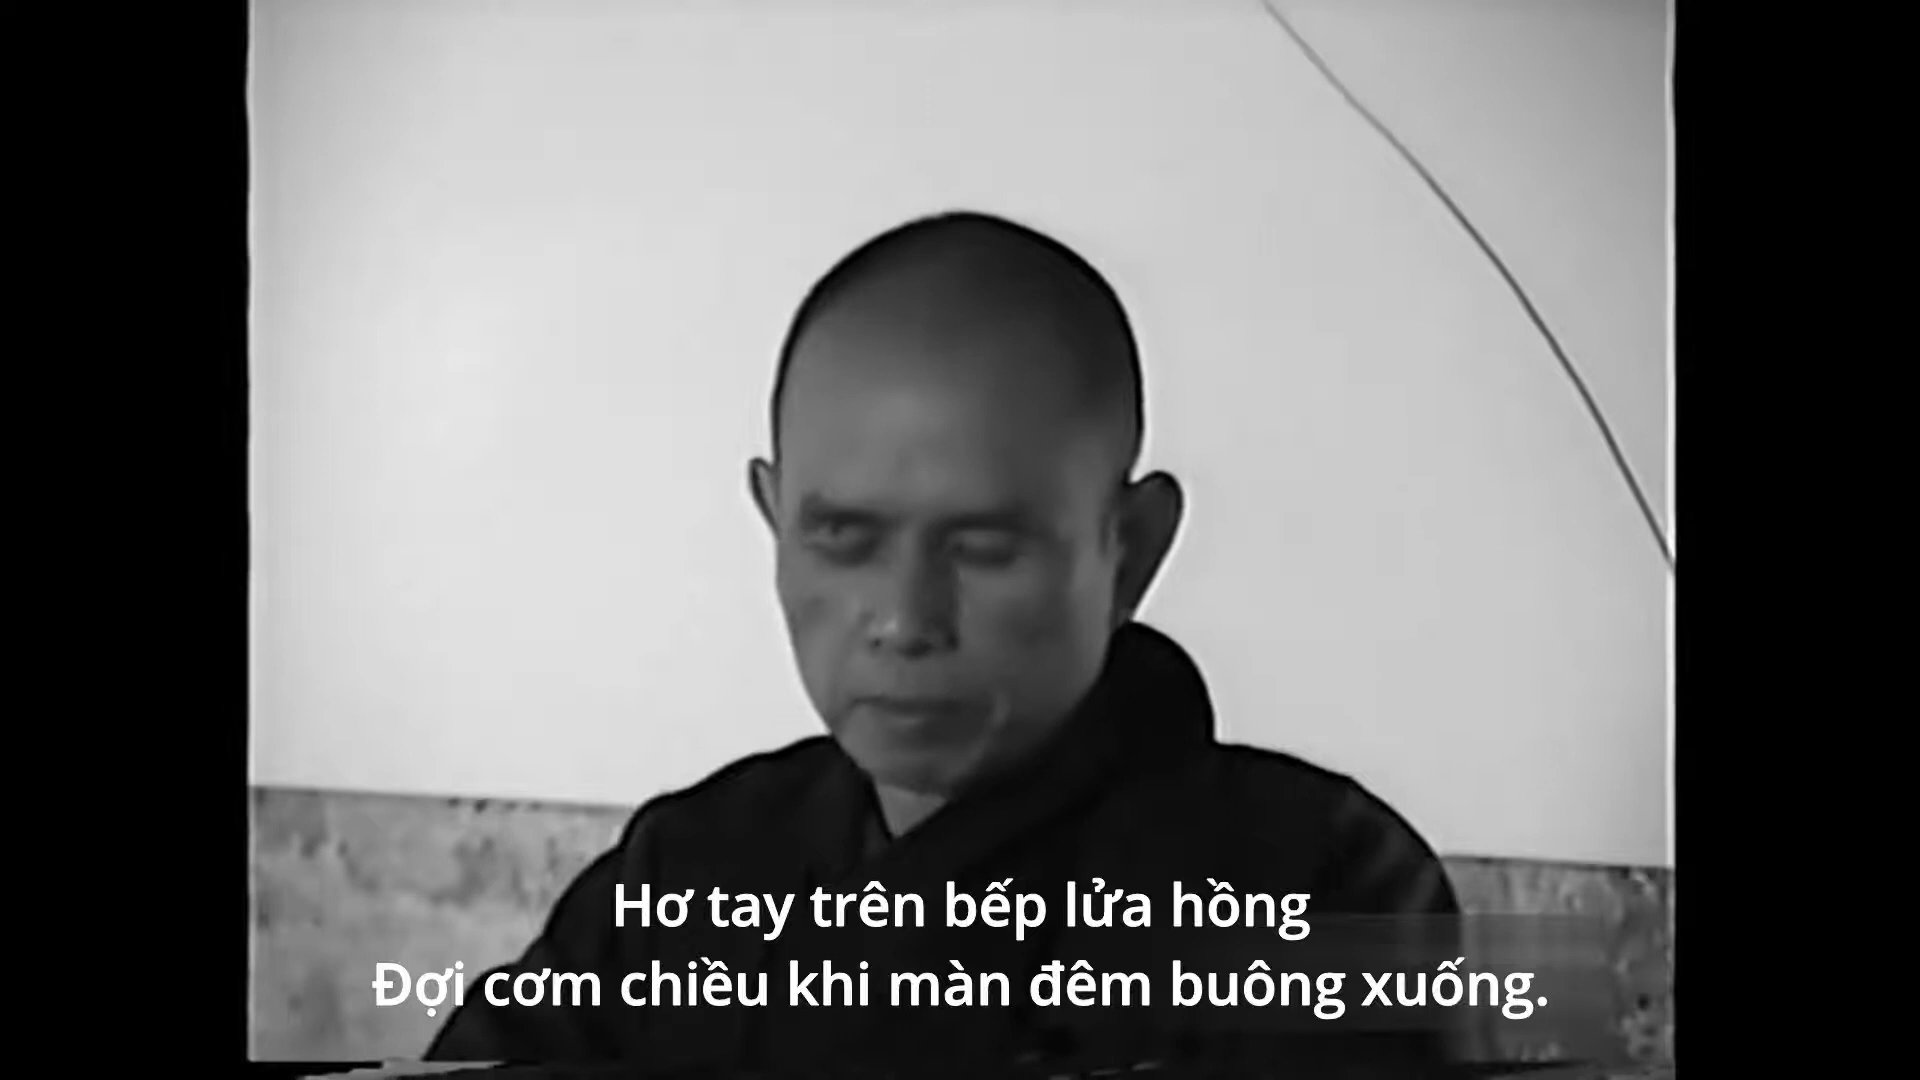 Hơ tay trên bếp lửa hồng
Đợi cơm chiều khi màn đêm buông xuống.